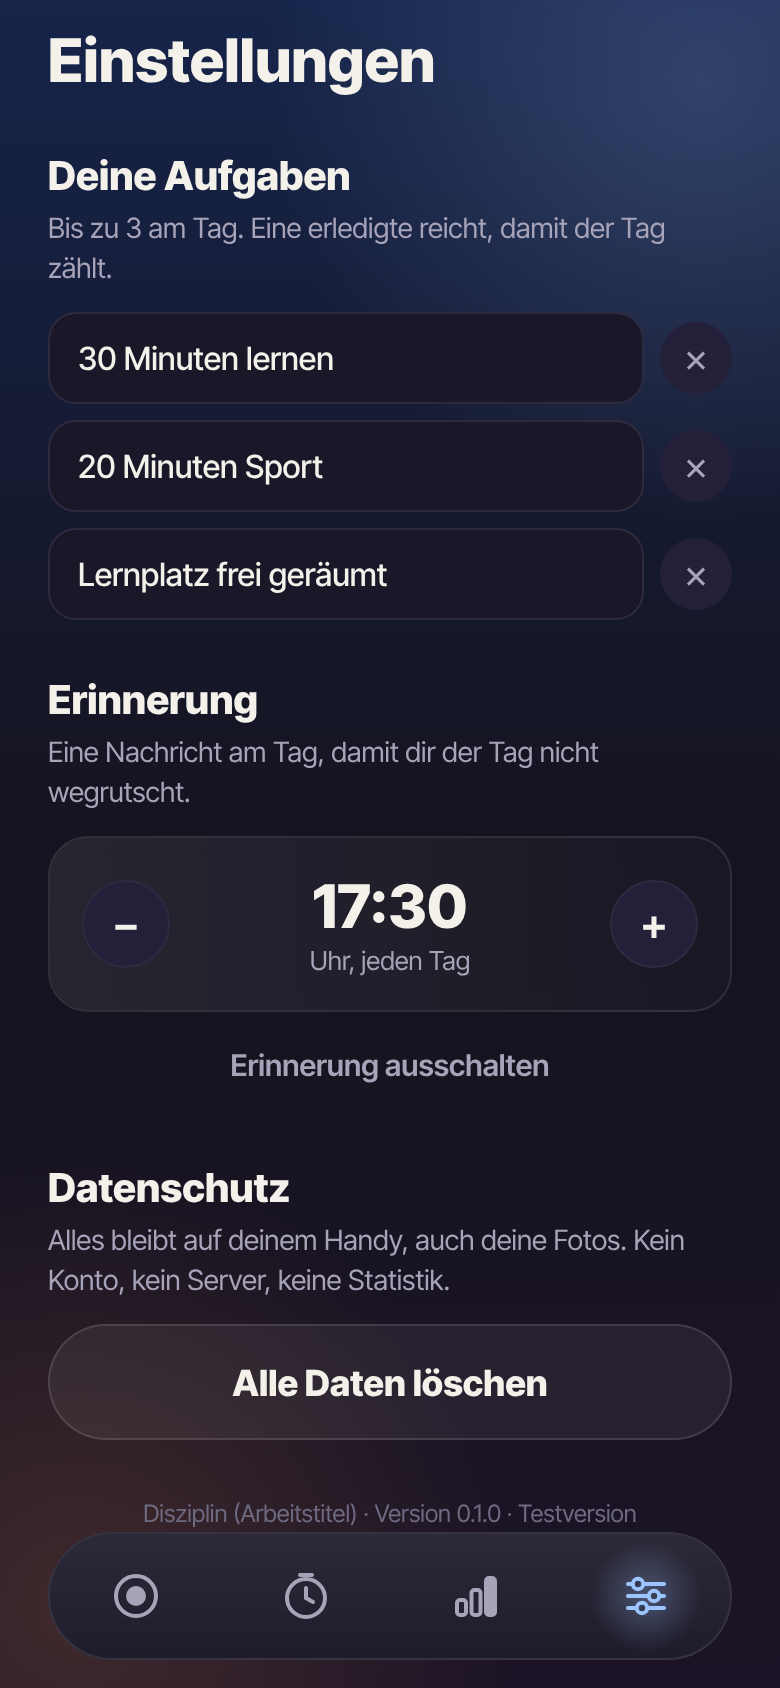 Einstellungen
Deine Aufgaben
Bis zu 3 am Tag. Eine erledigte reicht, damit der Tag
zählt.
30 Minuten lernen
×
20 Minuten Sport
×
Lernplatz frei geräumt
×
Erinnerung
Eine Nachricht am Tag, damit dir der Tag nicht
wegrutscht.
−
17:30
+
Uhr, jeden Tag
Erinnerung ausschalten
Datenschutz
Alles bleibt auf deinem Handy, auch deine Fotos. Kein
Konto, kein Server, keine Statistik.
Alle Daten löschen
Disziplin (Arbeitstitel) · Version 0.1.0 · Testversion